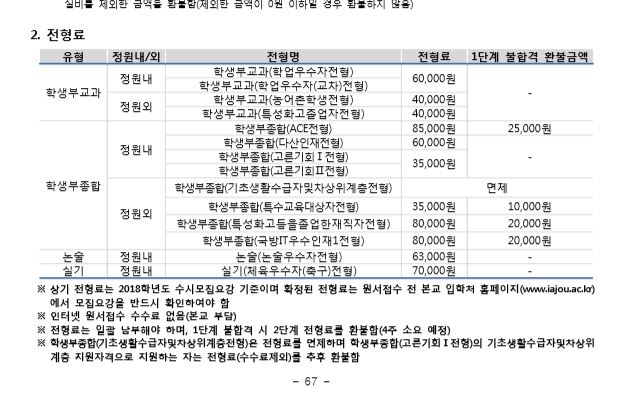 실비를 제외한 금액을 환불함(제외한 금액이 0원 이하일 경우 환불하지 않음)
2. 전형료
유형 정원내/외 전형명 전형료 1단계 불합격 환불금액
학생부교과 정원내 학생부교과(학업우수자전형) 60,000원 -
학생부교과(학업우수자(교차)전형)
정원외 학생부교과(농어촌학생전형) 40,000원
학생부교과(특성화고졸업자전형) 40,000원
학생부종합 정원내 학생부종합(ACE전형) 85,000원 25,000원
학생부종합(다산인재전형) 60,000원 -
학생부종합(고른기회Ⅰ전형) 35,000원
학생부종합(고른기회Ⅱ전형)
정원외 학생부종합(기초생활수급자및차상위계층전형) 면제
학생부종합(특수교육대상자전형) 35,000원 10,000원
학생부종합(특성화고등을졸업한재직자전형) 80,000원 20,000원
학생부종합(국방IT우수인재1전형) 80,000원 20,000원
논술 정원내 논술(논술우수자전형) 63,000원 -
실기 정원내 실기(체육우수자(축구)전형) 70,000원 -
※ 상기 전형료는 2018학년도 수시모집요강 기준이며 확정된 전형료는 원서접수 전 본교 입학처 홈페이지(www.iajou.ac.kr)
에서 모집요강을 반드시 확인하여야 함
※ 인터넷 원서접수 수수료 없음(본교 부담)
※ 전형료는 일괄 납부해야 하며, 1단계 불합격 시 2단계 전형료를 환불함(4주 소요 예정)
※ 학생부종합(기초생활수급자및차상위계층전형)은 전형료를 면제하며 학생부종합(고른기회Ⅰ전형)의 기초생활수급자및차상위
계층 지원자격으로 지원하는 자는 전형료(수수료제외)를 추후 환불함
- 67 -